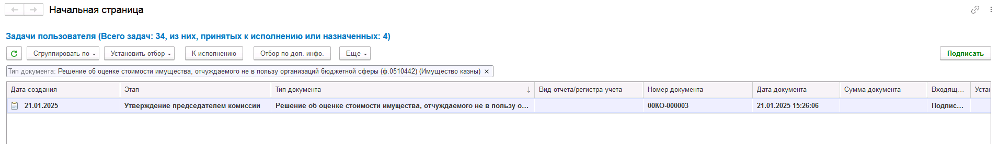 Начальная страница
Задачи пользователя (Всего задач: 34, из них, принятых к исполнению или назначенных: 4)
Сгруппировать по Установить отбор К исполнению Отбор по доп. инфо. Еще Подписать
Тип документа: Решение об оценке стоимости имущества, отчуждаемого не в пользу организаций бюджетной сферы (ф.0510442) (Имущество казны) ×
Дата создания Этап Тип документа ↓ Вид отчета/регистра учета Номер документа Дата документа Сумма документа Входящ... Устан
21.01.2025 Утверждение председателем комиссии Решение об оценке стоимости имущества, отчуждаемого не в пользу о... 00КО-000003 21.01.2025 15:26:06 Подпис...